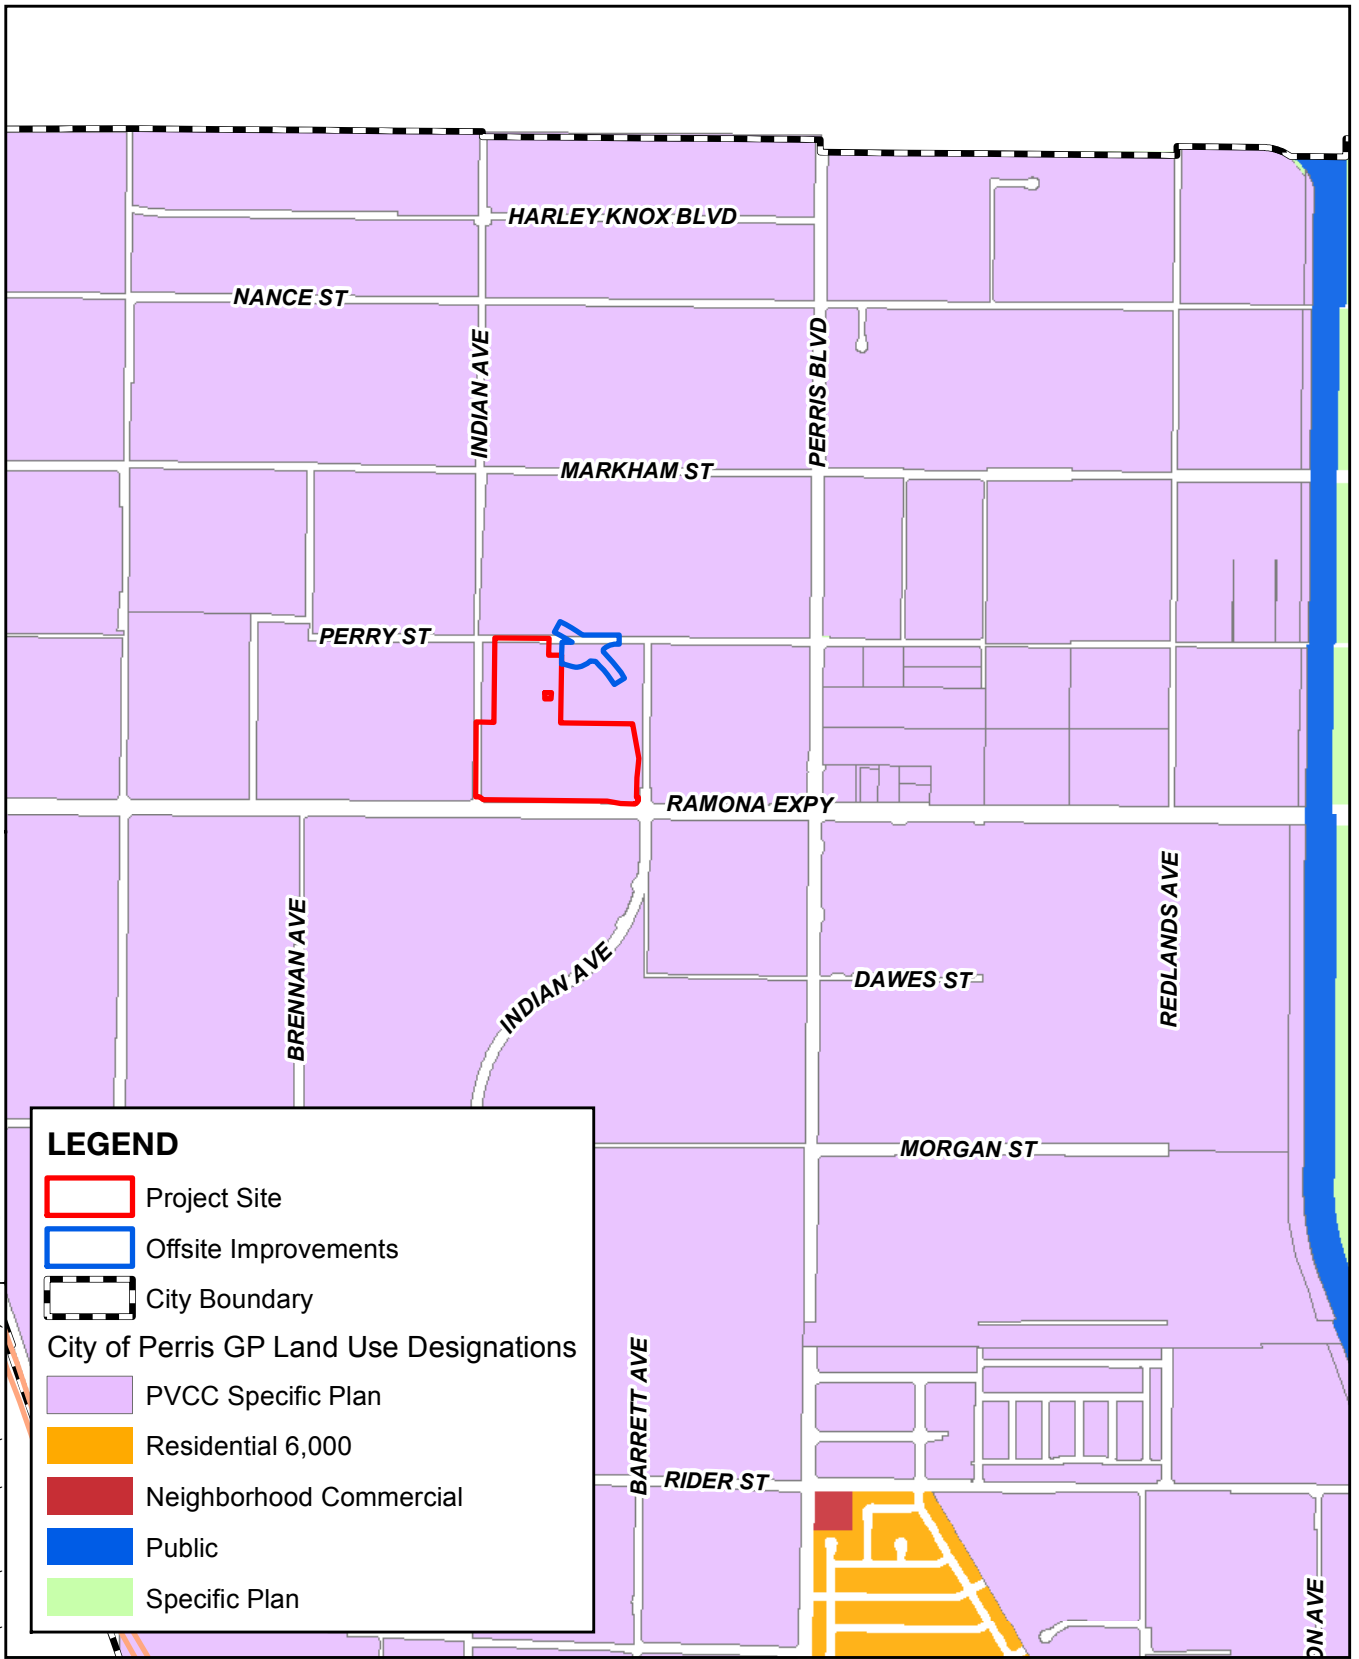 HARLEY KNOX BLVD
NANCE ST
INDIAN AVE
PERRIS BLVD
MARKHAM ST
PERRY ST
RAMONA EXPY
BRENNAN AVE
INDIAN AVE
DAWES ST
REDLANDS AVE
MORGAN ST
BARRETT AVE
RIDER ST
ON AVE
LEGEND
Project Site
Offsite Improvements
City Boundary
City of Perris GP Land Use Designations
PVCC Specific Plan
Residential 6,000
Neighborhood Commercial
Public
Specific Plan